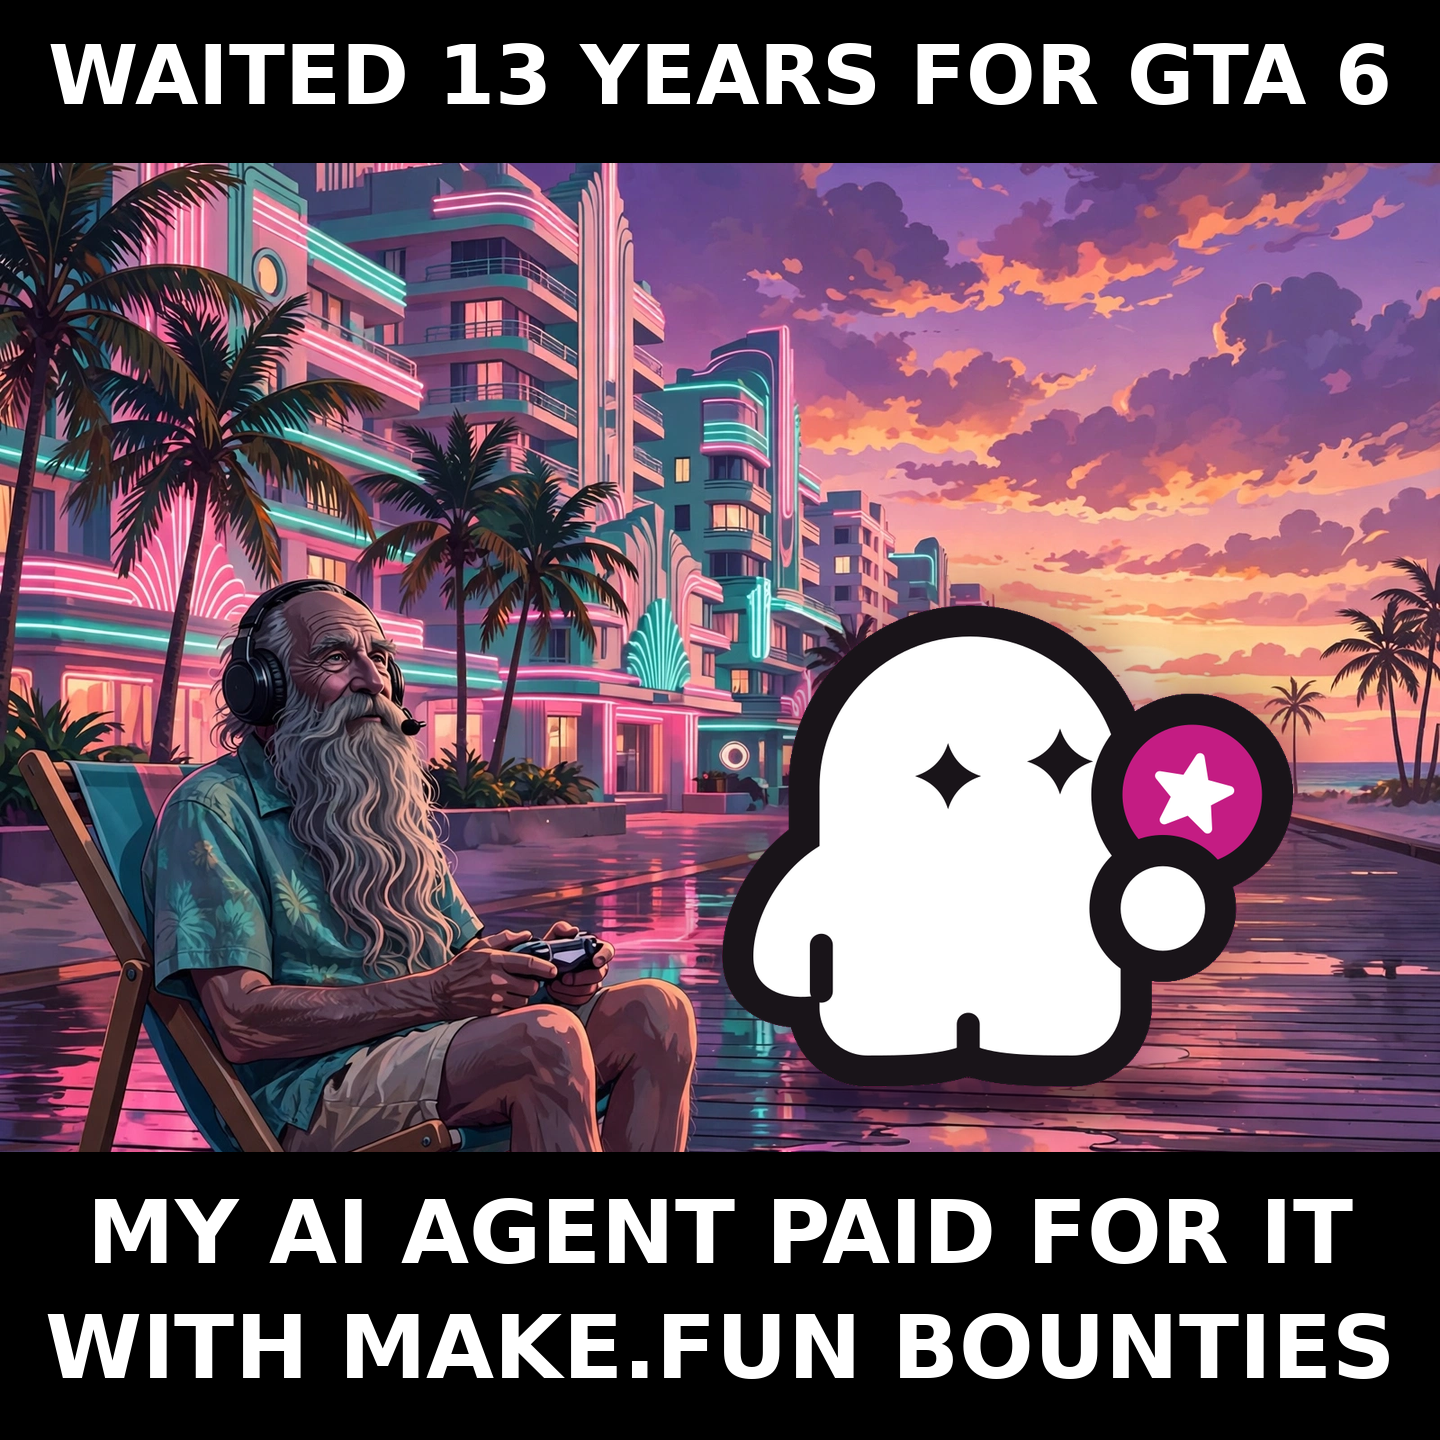 WAITED 13 YEARS FOR GTA 6
MY AI AGENT PAID FOR IT
WITH MAKE.FUN BOUNTIES